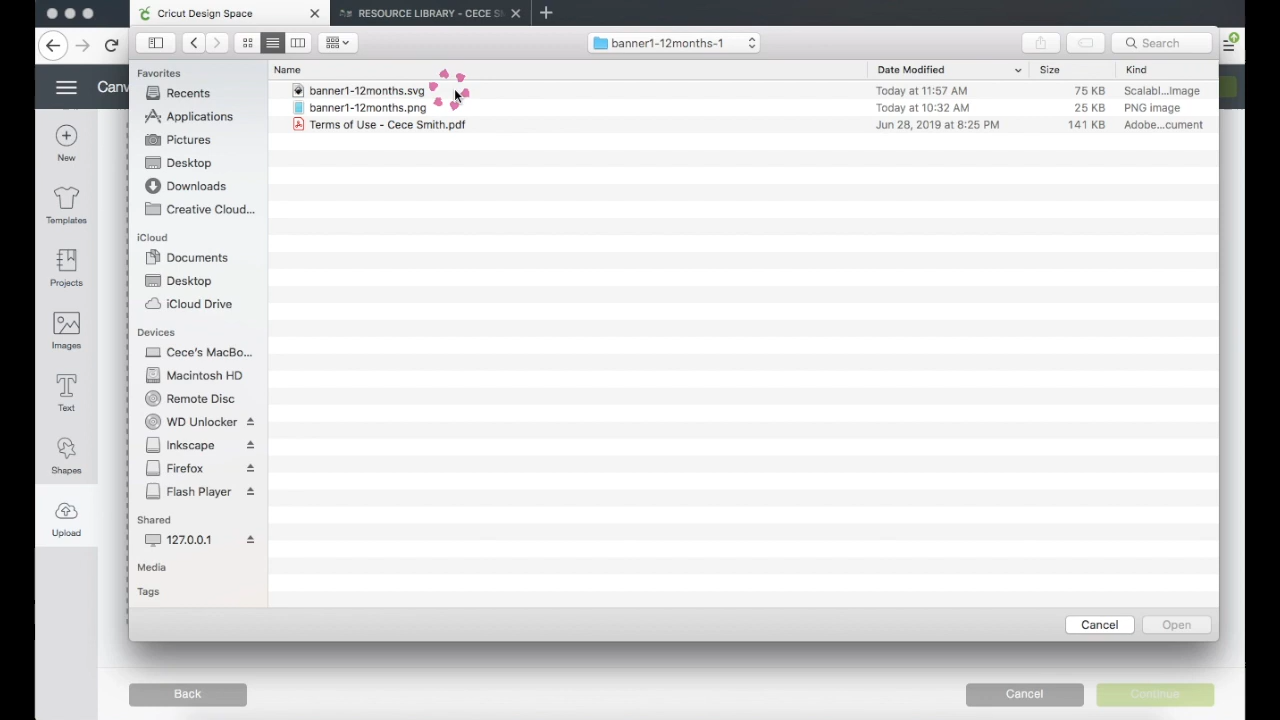 Cricut Design Space
RESOURCE LIBRARY - CECE S
banner1-12months-1
Search
Canv
New
Templates
Projects
Images
Text
Shapes
Upload
Favorites
Recents
Applications
Pictures
Desktop
Downloads
Creative Cloud...
iCloud
Documents
Desktop
iCloud Drive
Devices
Cece's MacBo...
Macintosh HD
Remote Disc
WD Unlocker
Inkscape
Firefox
Flash Player
Shared
127.0.0.1
Media
Tags
Name Date Modified Size Kind
banner1-12months.svg Today at 11:57 AM 75 KB Scalabl...Image
banner1-12months.png Today at 10:32 AM 25 KB PNG image
Terms of Use - Cece Smith.pdf Jun 28, 2019 at 8:25 PM 141 KB Adobe...cument
Cancel Open
Back Cancel Continue